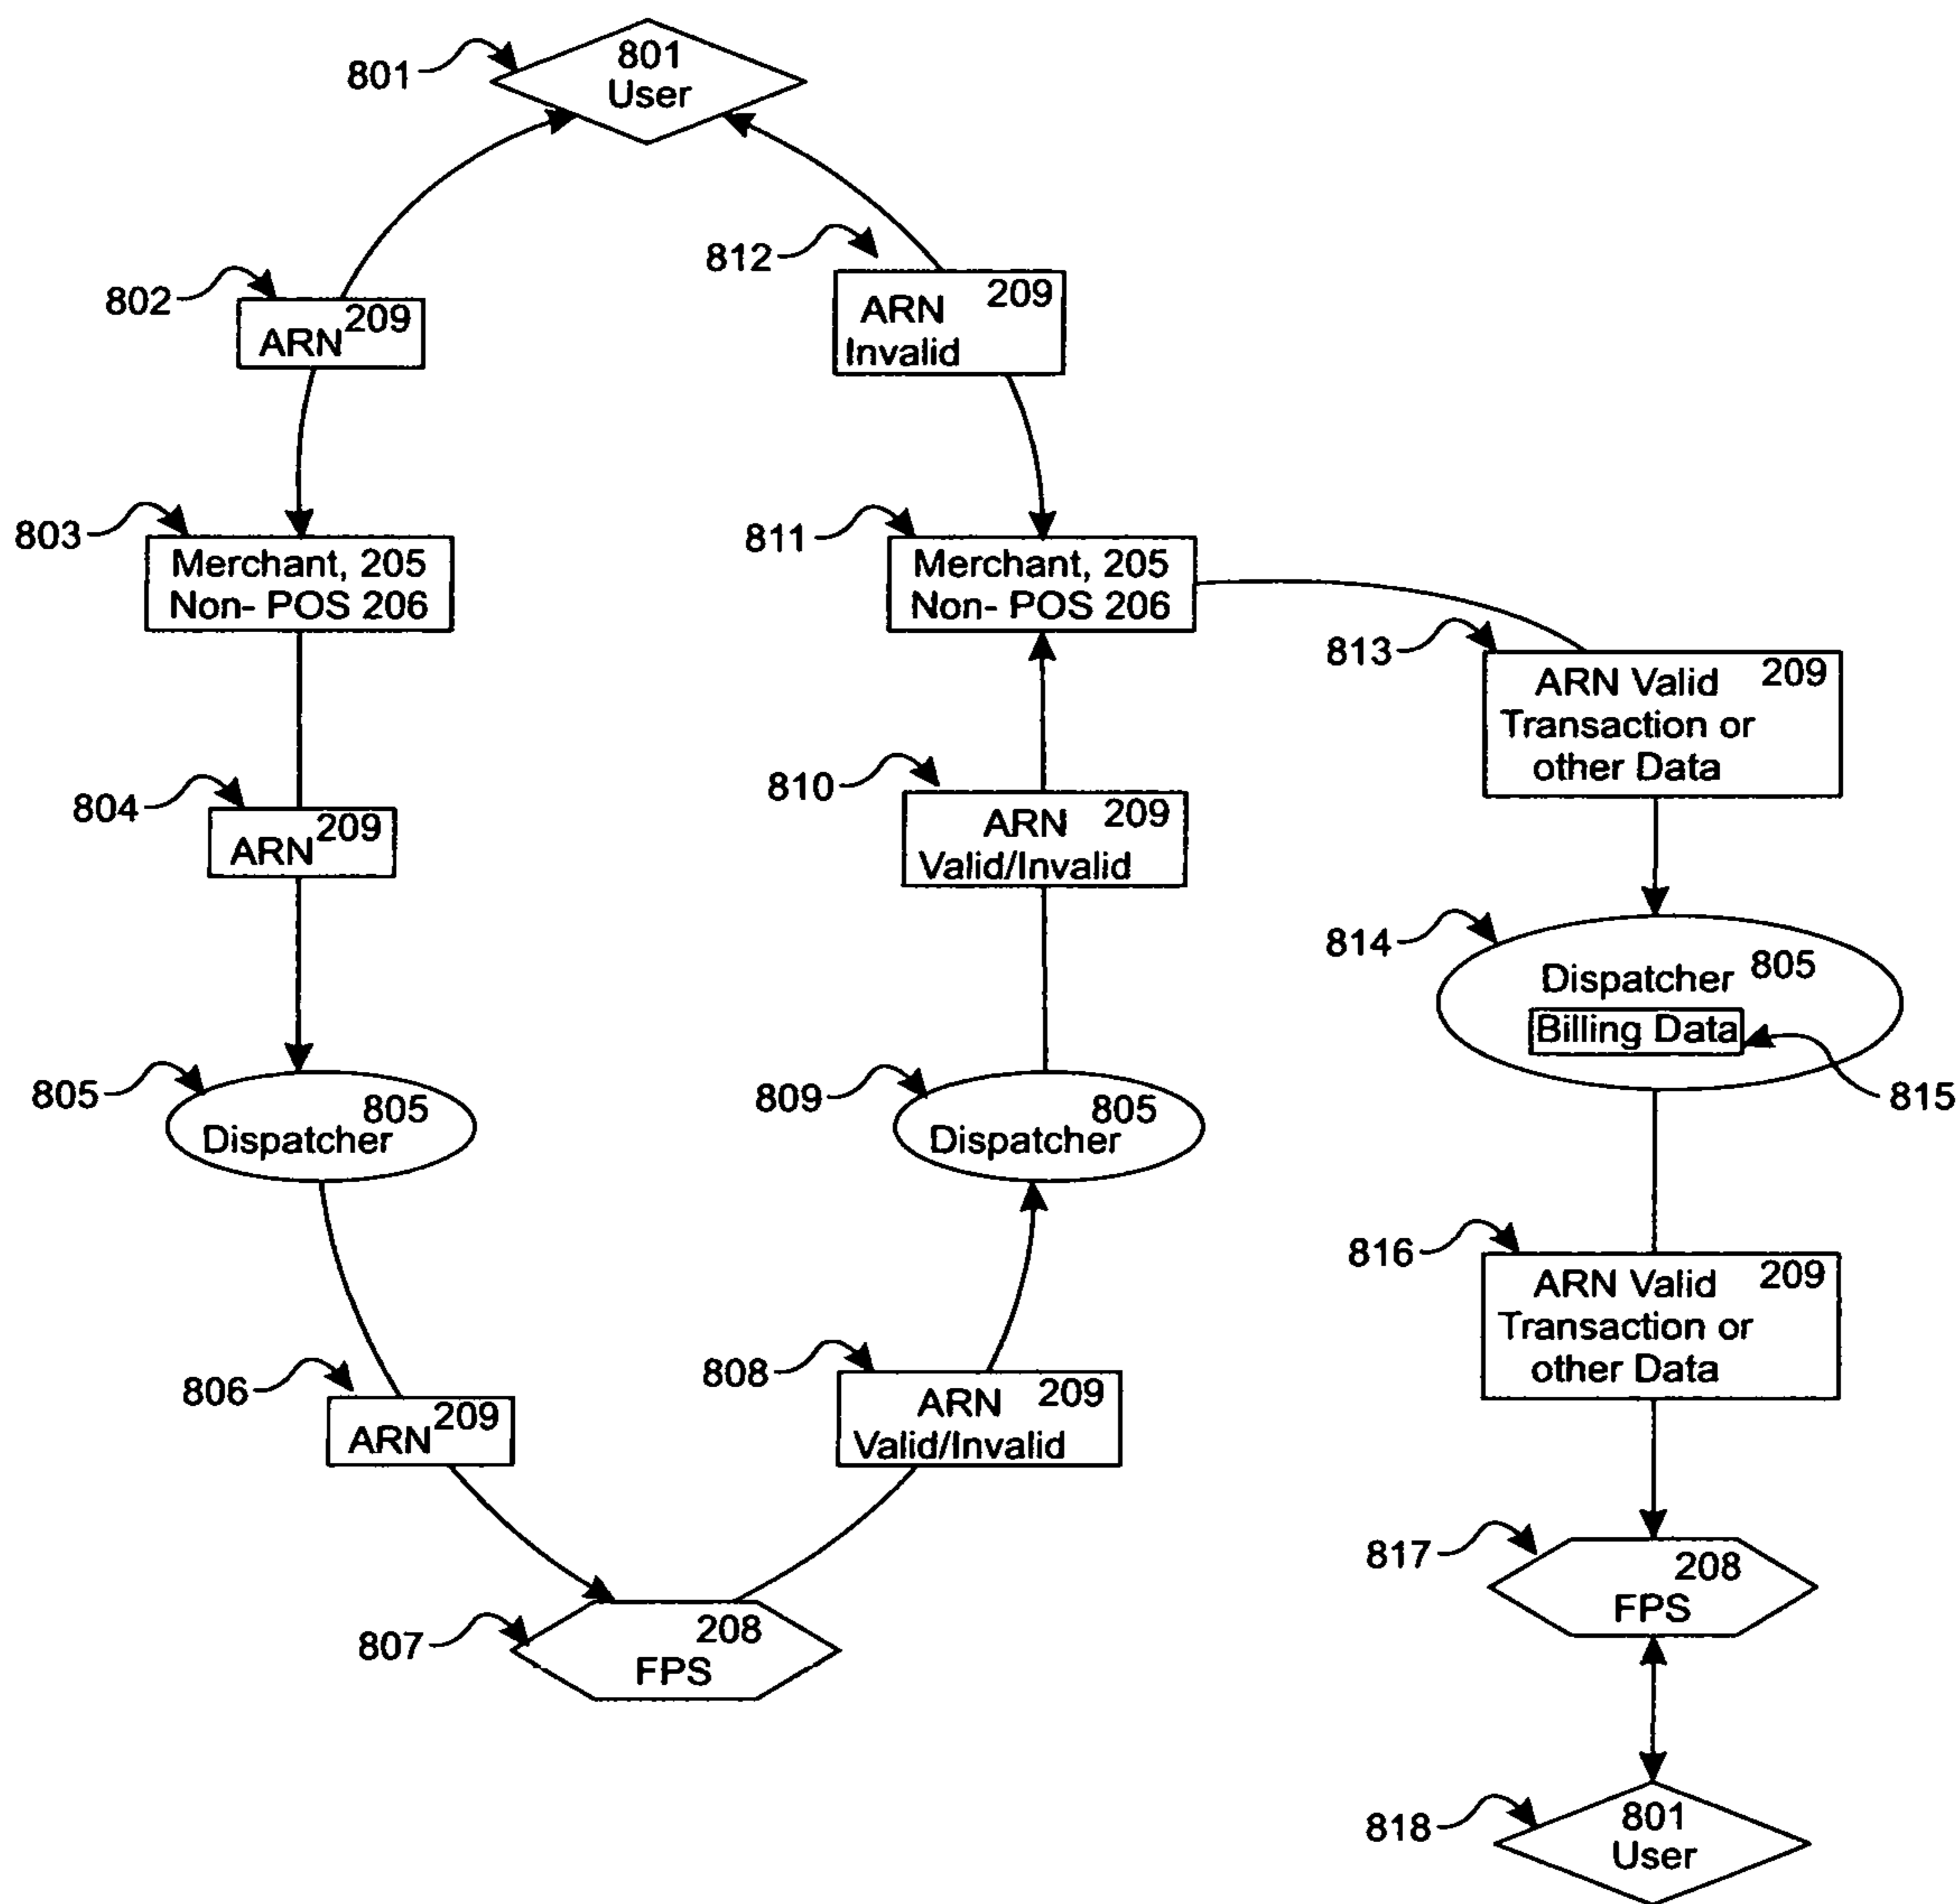 801
801
User
802
209
ARN
803
Merchant, 205
Non- POS 206
804
209
ARN
805
805
Dispatcher
806
209
ARN
807
208
FPS
808
209
ARN
Valid/Invalid
809
805
Dispatcher
810
209
ARN
Valid/Invalid
811
Merchant, 205
Non- POS 206
812
209
ARN
Invalid
813
ARN Valid 209
Transaction or
other Data
814
805
Dispatcher
Billing Data
815
816
ARN Valid 209
Transaction or
other Data
817
208
FPS
818
801
User